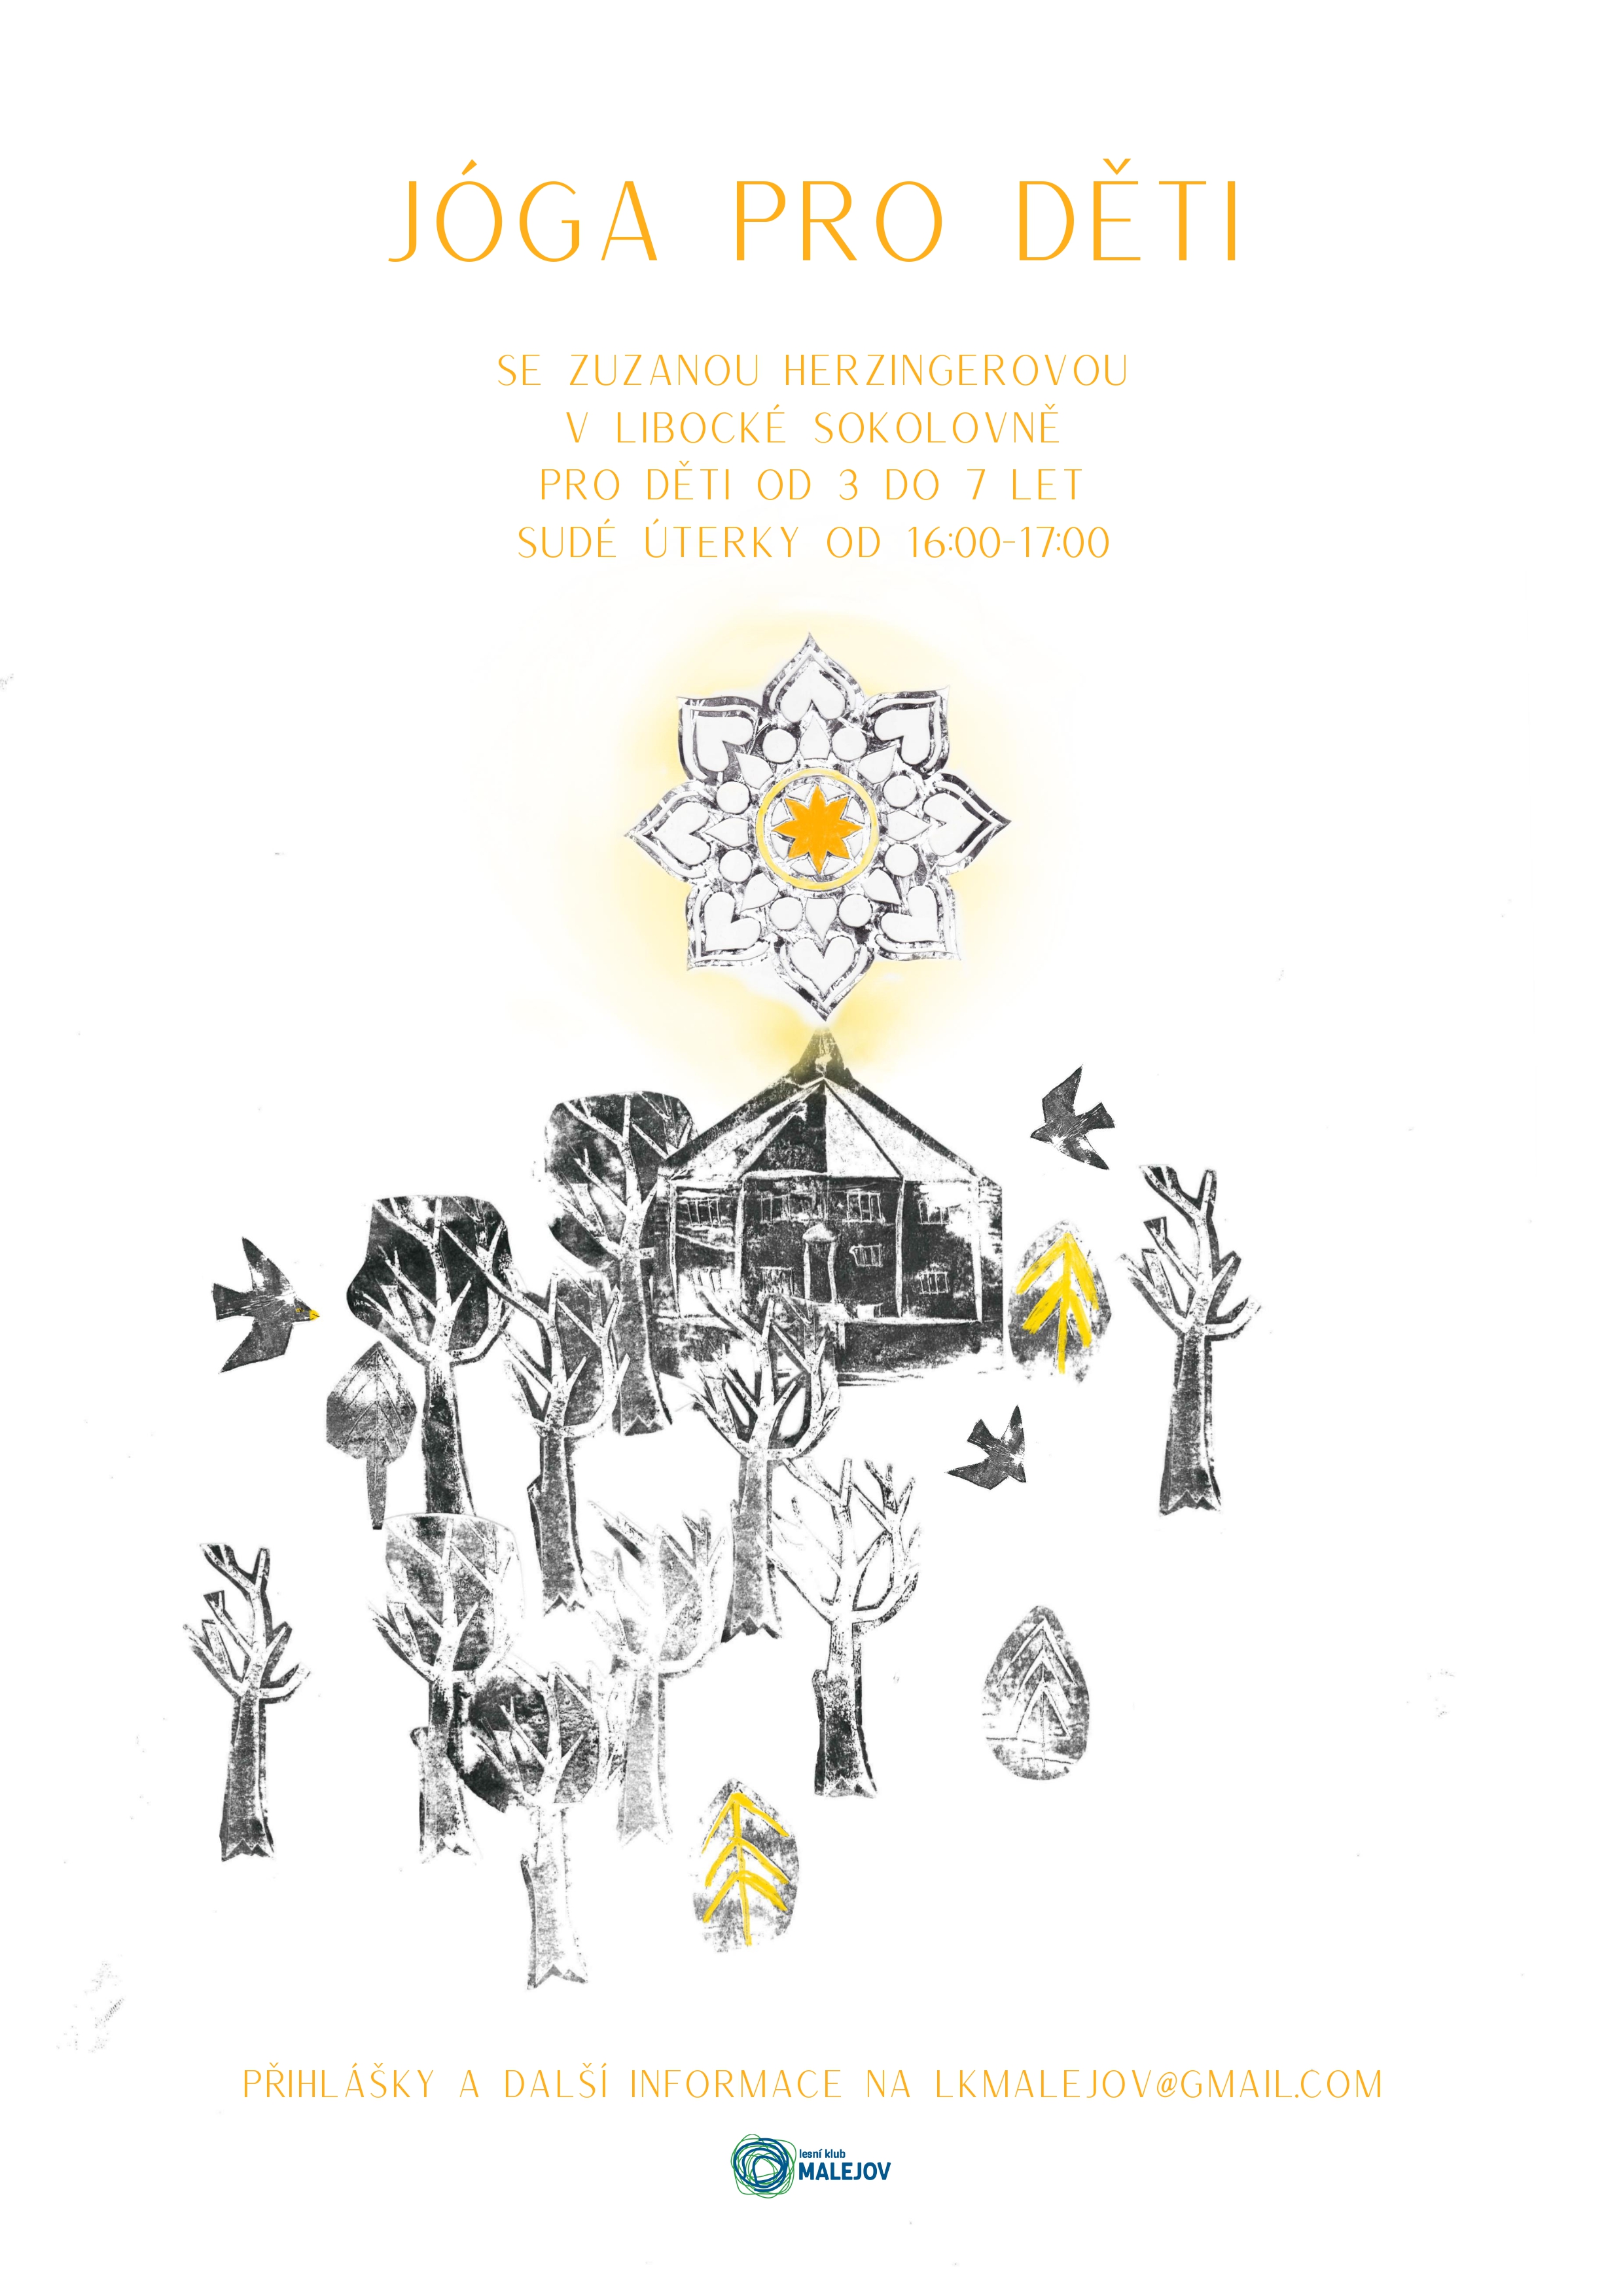 JÓGA PRO DĚTI
SE ZUZANOU HERZINGEROVOU
V LIBOCKÉ SOKOLOVNĚ
PRO DĚTI OD 3 DO 7 LET
SUDÉ ÚTERKY OD 16:00-17:00
PŘIHLÁŠKY A DALŠÍ INFORMACE NA LKMALEJOV@GMAIL.COM
lesní klub
MALEJOV